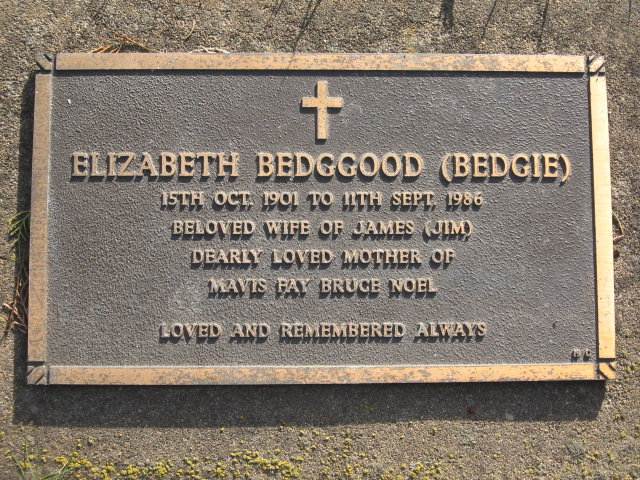 ELIZABETH BEDGGOOD (BEDGIE)
15TH OCT. 1901 TO 11TH SEPT. 1986
BELOVED WIFE OF JAMES (JIM)
DEARLY LOVED MOTHER OF
MAVIS FAY BRUCE NOEL
LOVED AND REMEMBERED ALWAYS